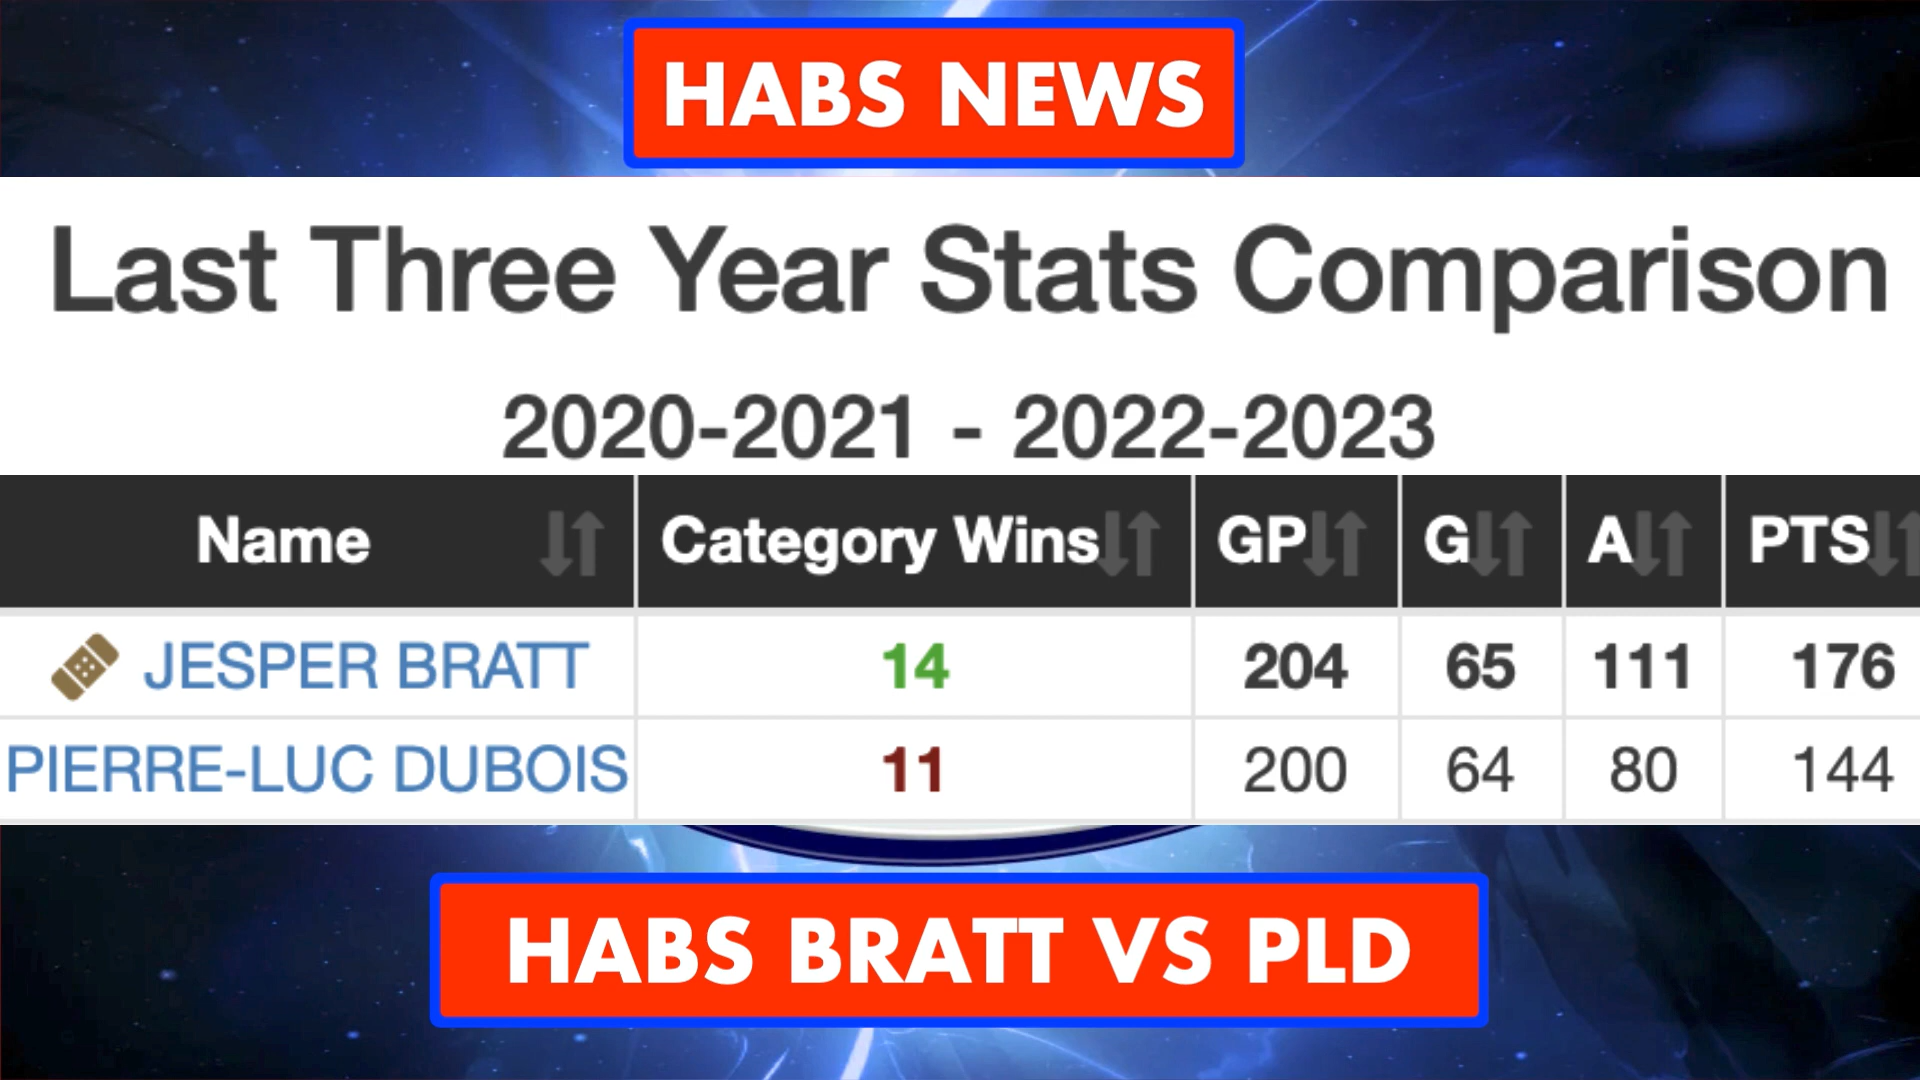 HABS NEWS
Last Three Year Stats Comparison
2020-2021 - 2022-2023
Name Category Wins GP G A PTS
JESPER BRATT 14 204 65 111 176
PIERRE-LUC DUBOIS 11 200 64 80 144
HABS BRATT VS PLD